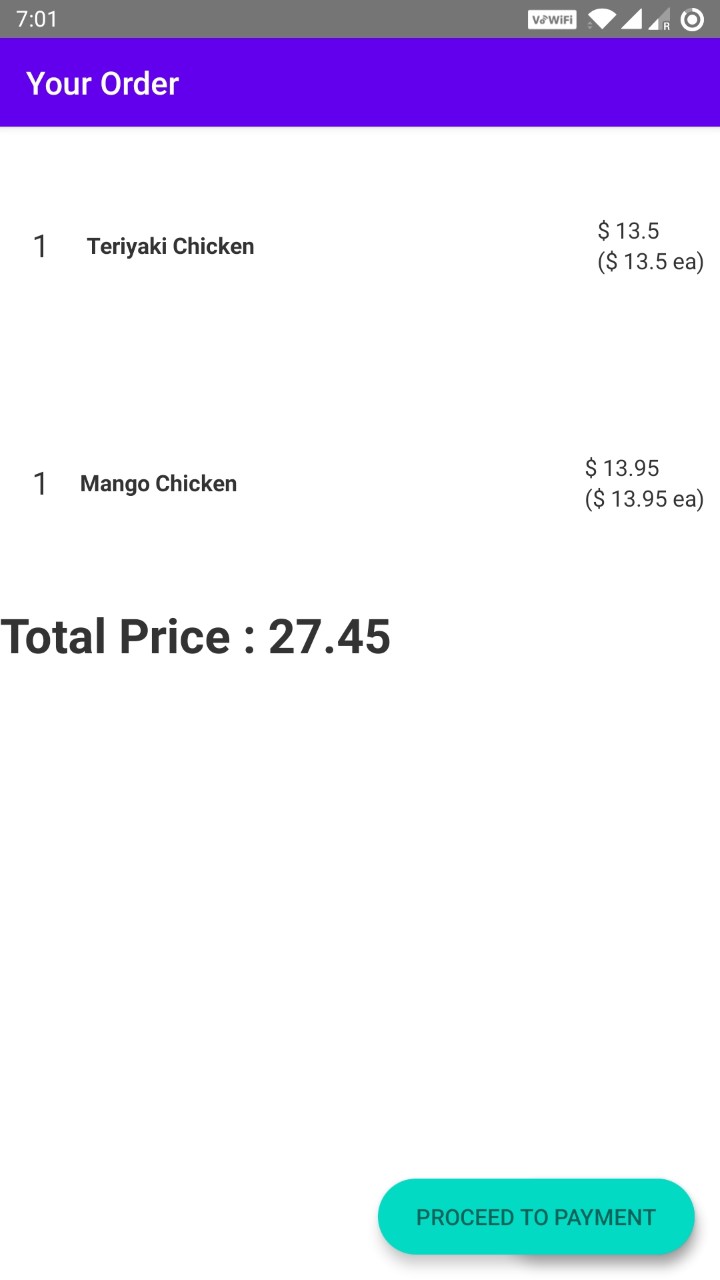 7:01
VoWiFi
R
Your Order
1 Teriyaki Chicken $ 13.5
($ 13.5 ea)
1 Mango Chicken $ 13.95
($ 13.95 ea)
Total Price : 27.45
PROCEED TO PAYMENT